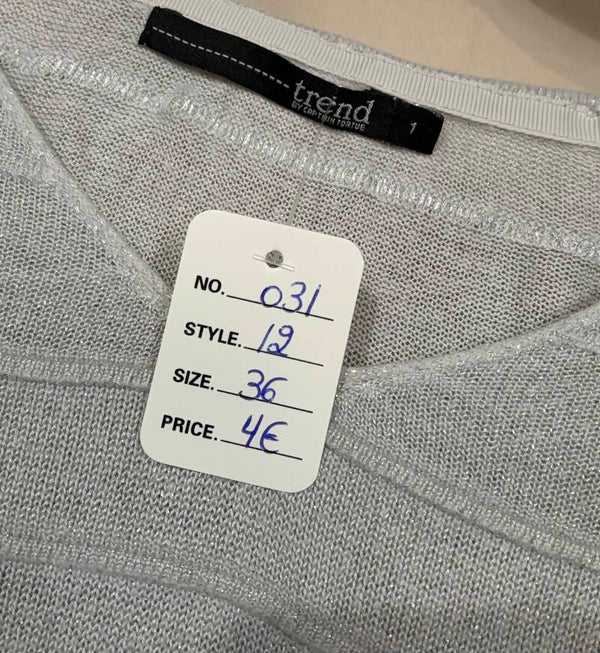 trend
BY CAPTAIN TORTUE
1
NO. 031
STYLE. 12
SIZE. 36
PRICE. 4€